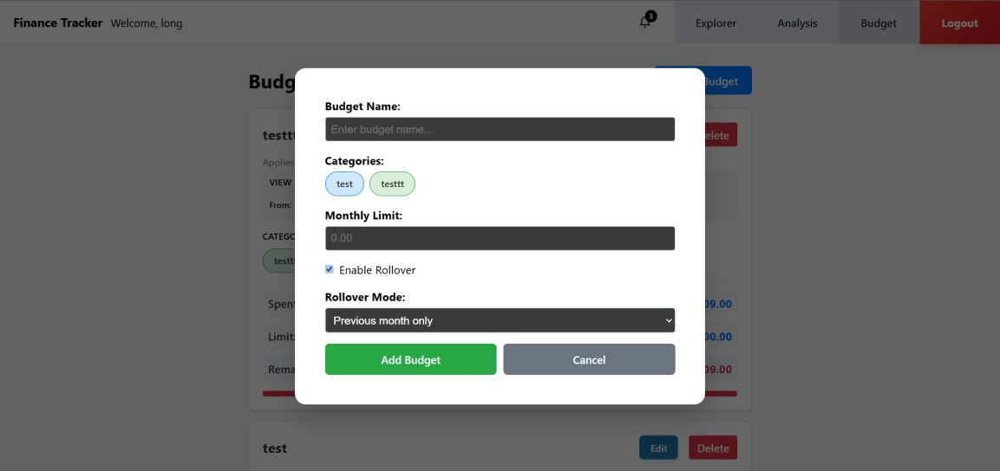 Finance Tracker Welcome, long 3 Explorer Analysis Budget Logout
Budg
Budget
testtt
elete
Applies
VIEW
From:
CATEGO
testt
Spent
09.00
Limit:
00.00
Rema
09.00
Budget Name:
Enter budget name...
Categories:
test testtt
Monthly Limit:
0.00
Enable Rollover
Rollover Mode:
Previous month only
Add Budget Cancel
test Edit Delete